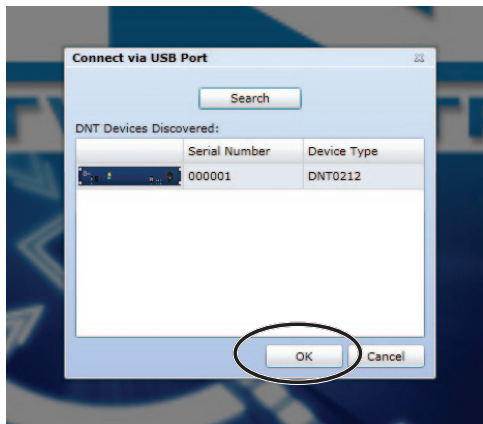 Connect via USB Port
Search
DNT Devices Discovered:
Serial Number Device Type
000001 DNT0212
OK Cancel